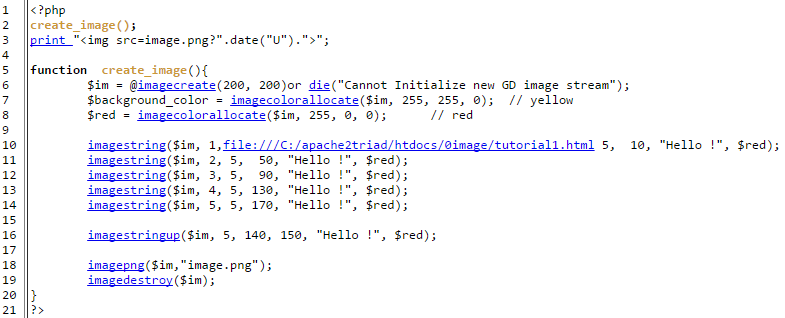 1 <?php
2 create_image();
3 print "<img src=image.png?".date("U").">";
4
5 function  create_image(){
6         $im = @imagecreate(200, 200)or die("Cannot Initialize new GD image stream");
7         $background_color = imagecolorallocate($im, 255, 255, 0);  // yellow
8         $red = imagecolorallocate($im, 255, 0, 0);      // red
9
10         imagestring($im, 1,file:///C:/apache2triad/htdocs/0image/tutorial1.html 5,  10, "Hello !", $red);
11         imagestring($im, 2, 5,  50, "Hello !", $red);
12         imagestring($im, 3, 5,  90, "Hello !", $red);
13         imagestring($im, 4, 5, 130, "Hello !", $red);
14         imagestring($im, 5, 5, 170, "Hello !", $red);
15
16         imagestringup($im, 5, 140, 150, "Hello !", $red);
17
18         imagepng($im,"image.png");
19         imagedestroy($im);
20 }
21 ?>